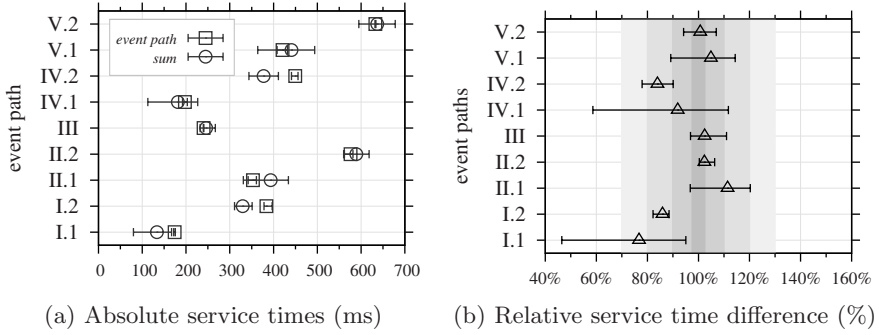 event path
V.2
V.1
IV.2
IV.1
III
II.2
II.1
I.2
I.1
event path
sum
0 100 200 300 400 500 600 700
(a) Absolute service times (ms)
event paths
V.2
V.1
IV.2
IV.1
III
II.2
II.1
I.2
I.1
40% 60% 80% 100% 120% 140% 160%
(b) Relative service time difference (%)